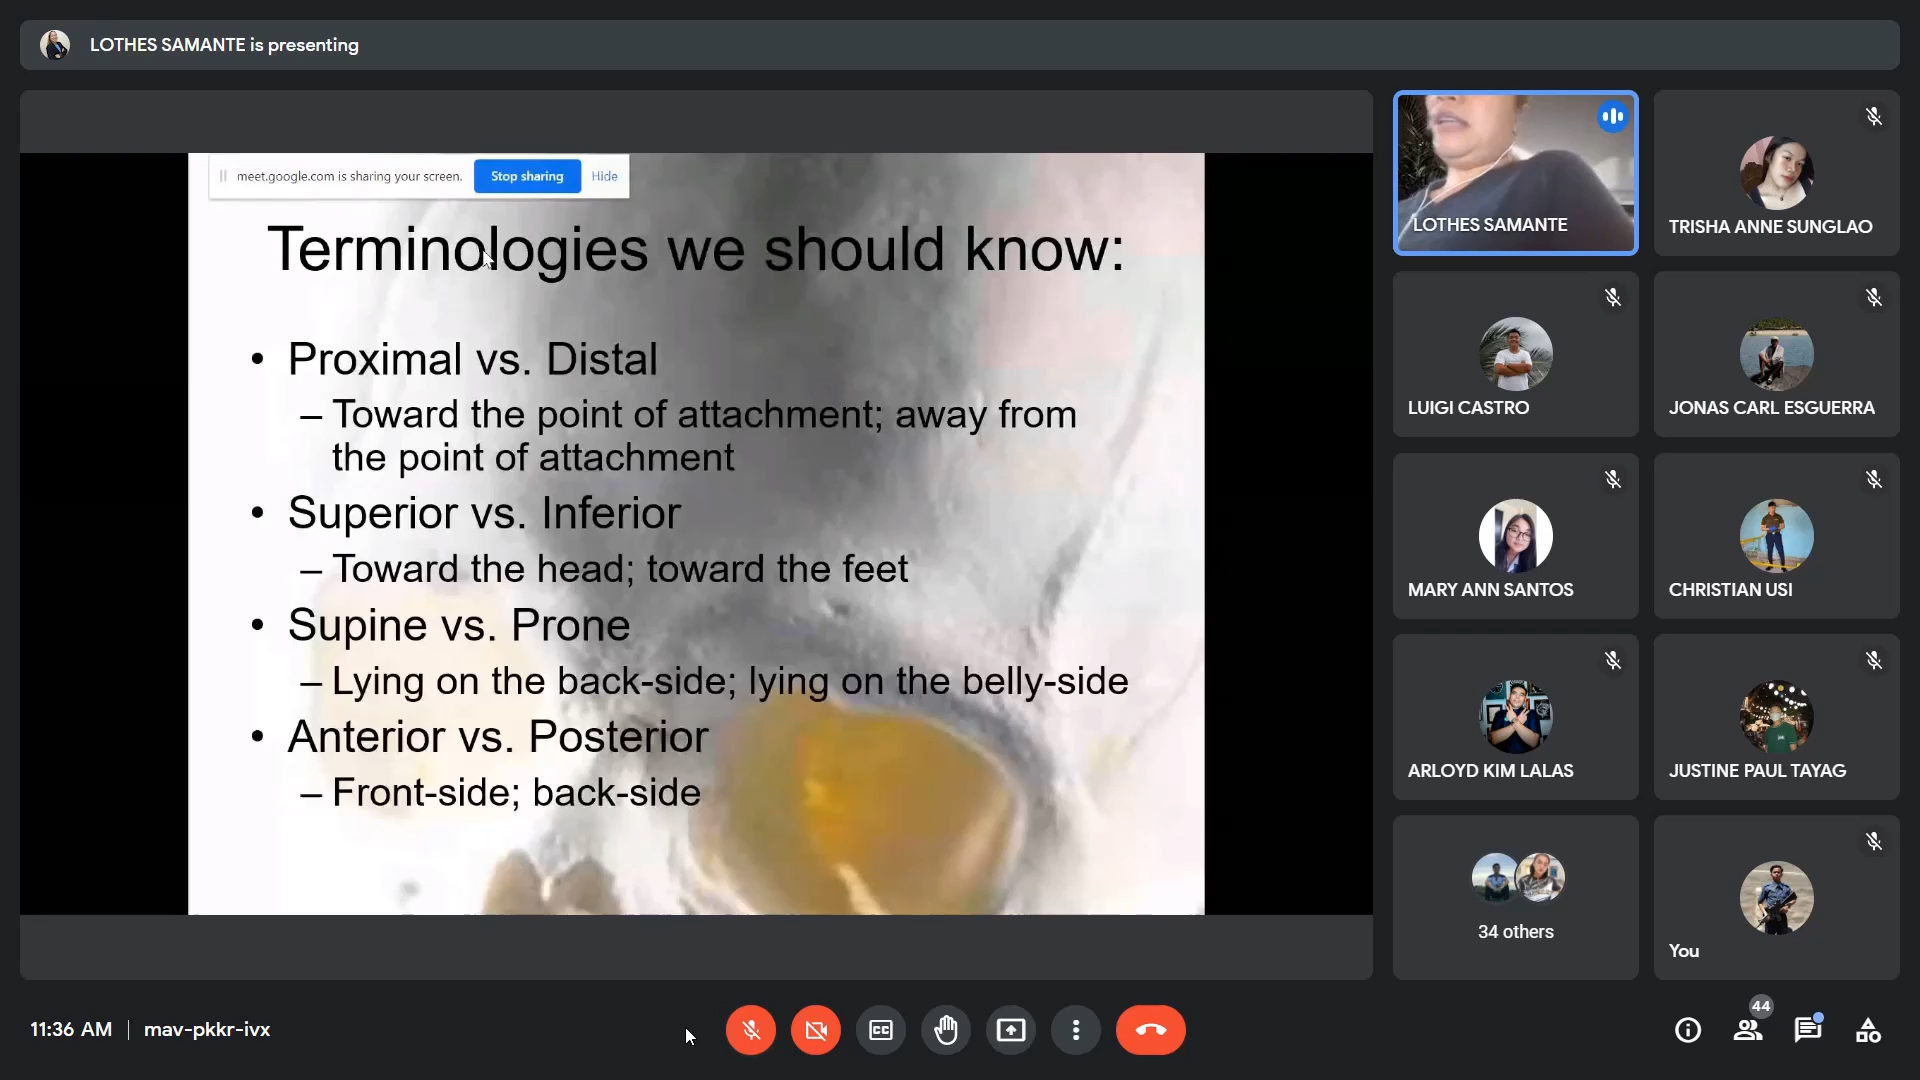 LOTHES SAMANTE is presenting
meet.google.com is sharing your screen.
Stop sharing
Hide
Terminologies we should know:
• Proximal vs. Distal
– Toward the point of attachment; away from
the point of attachment
• Superior vs. Inferior
– Toward the head; toward the feet
• Supine vs. Prone
– Lying on the back-side; lying on the belly-side
• Anterior vs. Posterior
– Front-side; back-side
LOTHES SAMANTE
TRISHA ANNE SUNGLAO
LUIGI CASTRO
JONAS CARL ESGUERRA
MARY ANN SANTOS
CHRISTIAN USI
ARLOYD KIM LALAS
JUSTINE PAUL TAYAG
34 others
You
11:36 AM | mav-pkkr-ivx
CC
44